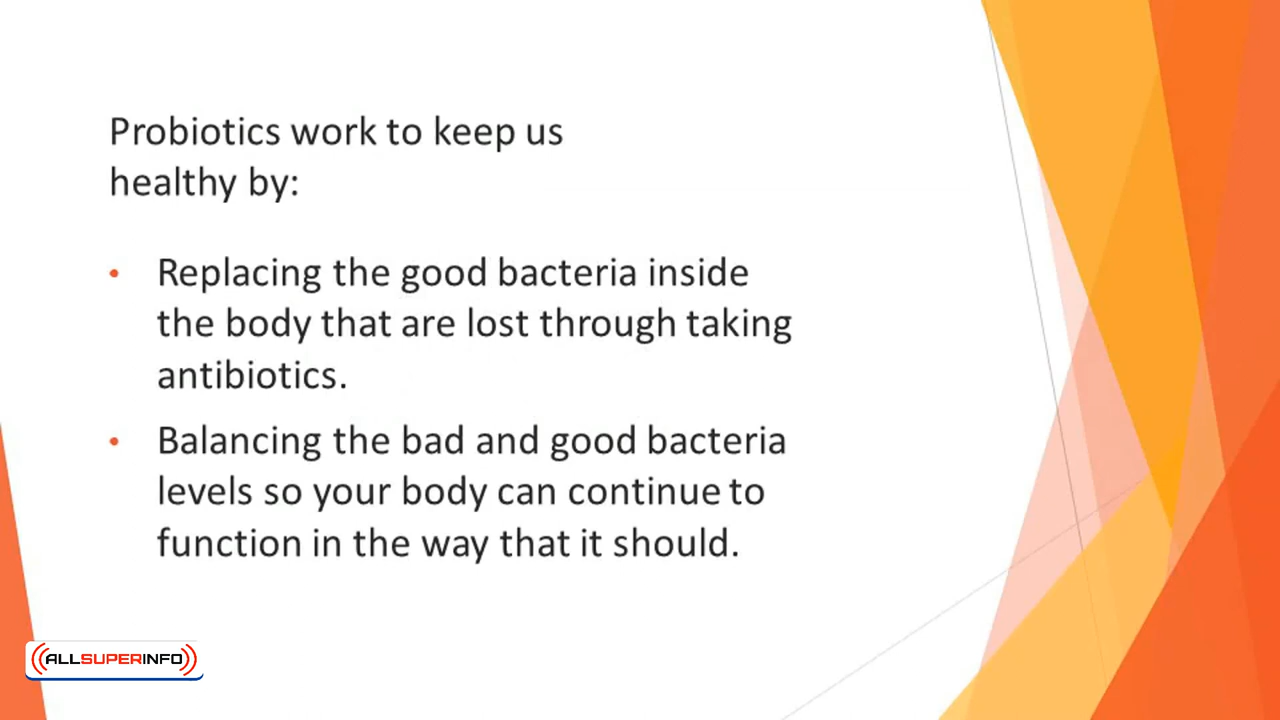 Probiotics work to keep us
healthy by:
• Replacing the good bacteria inside
the body that are lost through taking
antibiotics.
• Balancing the bad and good bacteria
levels so your body can continue to
function in the way that it should.
ALLSUPERINFO